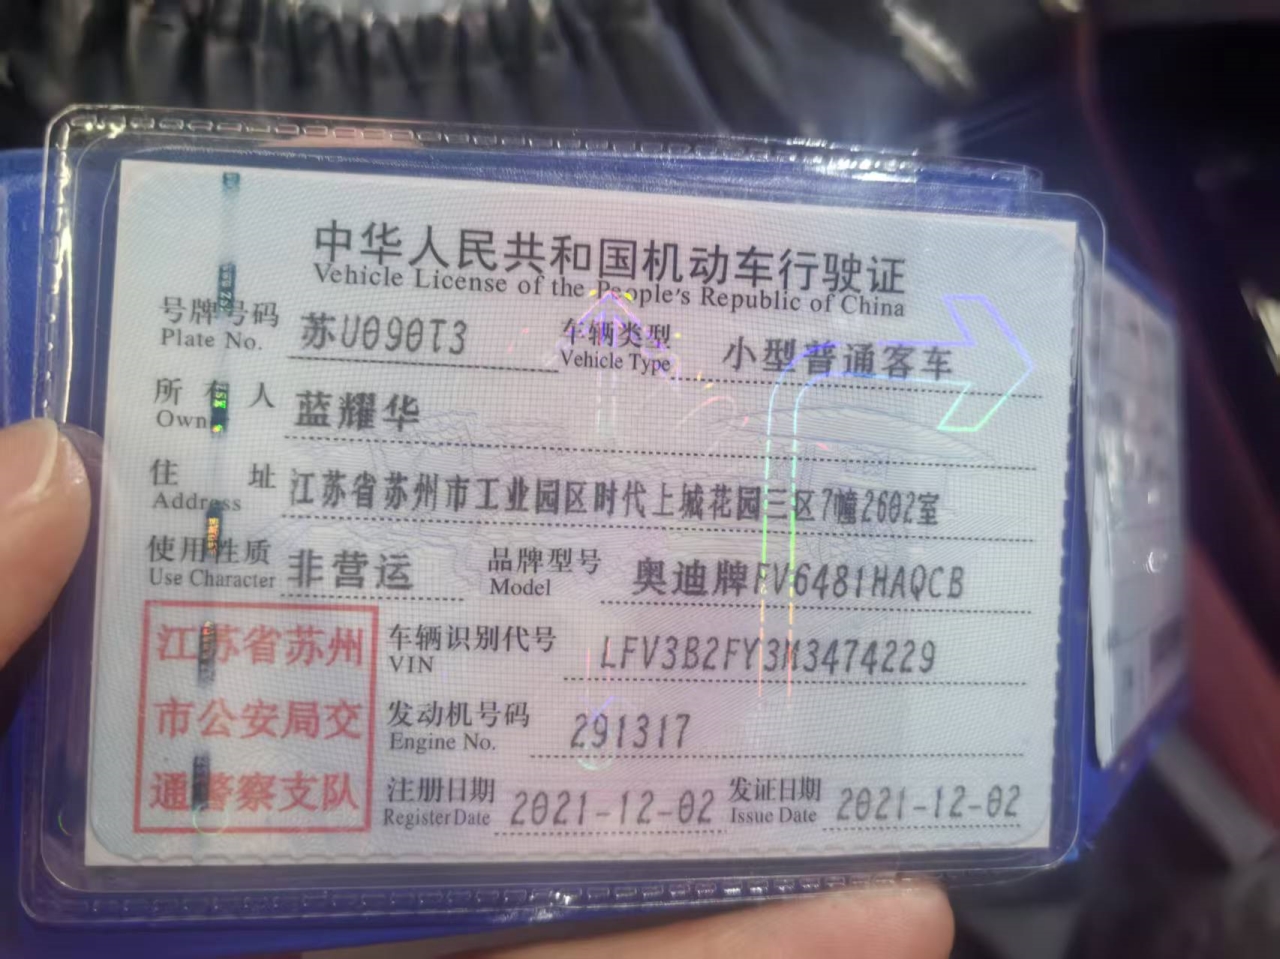 中华人民共和国机动车行驶证
Vehicle License of the People's Republic of China
号牌号码 苏U090T3 车辆类型 小型普通客车
Plate No. Vehicle Type
所有人 蓝耀华
Owner
住址 江苏省苏州市工业园区时代上城花园三区7幢2602室
Address
使用性质 非营运 品牌型号 奥迪牌FV6481HAQCB
Use Character Model
江苏省苏州
市公安局交
通警察支队
车辆识别代号 LFV3B2FY3M3474229
VIN
发动机号码 291317
Engine No.
注册日期 2021-12-02 发证日期 2021-12-02
Register Date Issue Date